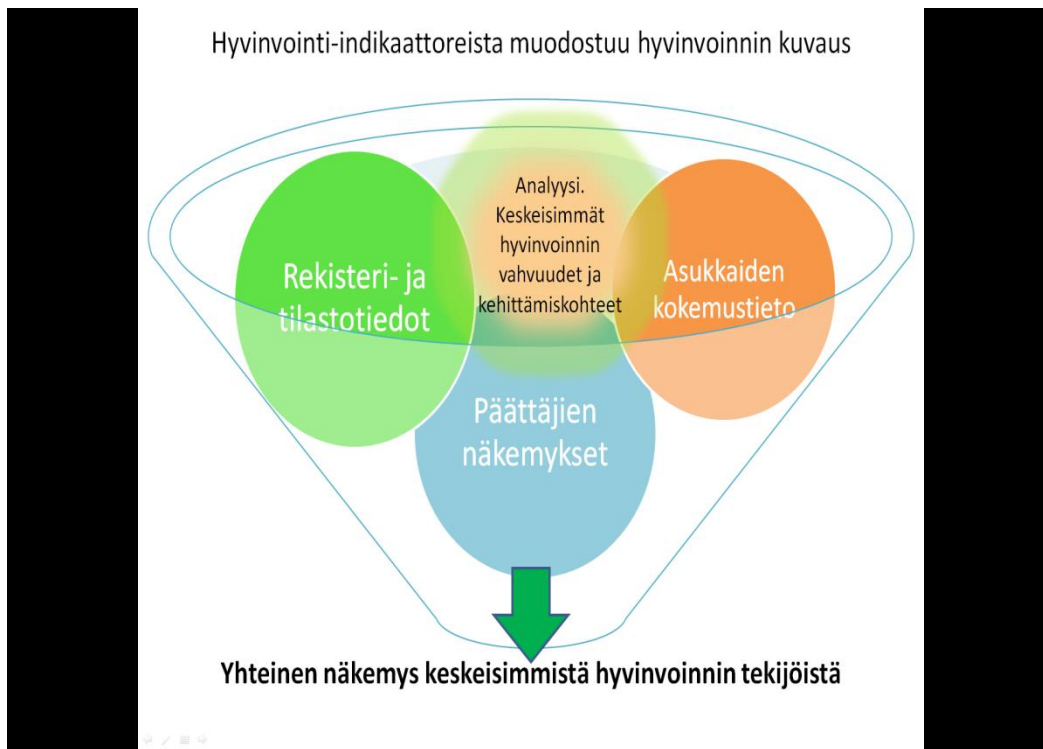 Hyvinvointi-indikaattoreista muodostuu hyvinvoinnin kuvaus
Analyysi.
Keskeisimmät
hyvinvoinnin
vahvuudet ja
kehittämiskohteet
Rekisteri- ja
tilastotiedot
Asukkaiden
kokemustieto
Päättäjien
näkemykset
Yhteinen näkemys keskeisimmistä hyvinvoinnin tekijöistä